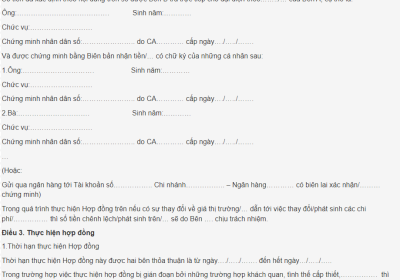 Ông:……………………………………… Sinh năm:…………
Chức vụ:…………………………
Chứng minh nhân dân số:…………………… do CA………… cấp ngày…/…../……
Và được chứng minh bằng Biên bản nhận tiền/… có chữ ký của những cá nhân sau:
1.Ông:……………………………… Sinh năm:…………
Chức vụ:…………………………
Chứng minh nhân dân số:…………………… do CA………… cấp ngày…/…../……
2.Bà:……………………………… Sinh năm:…………
Chức vụ:…………………………
Chứng minh nhân dân số:…………………… do CA………… cấp ngày…/…../……
…
(Hoặc:
Gửi qua ngân hàng tới Tài khoản số……………… Chi nhánh……………… – Ngân hàng………… có biên lai xác nhận/………
chứng minh)
Trong quá trình thực hiện Hợp đồng trên nếu có sự thay đổi về giá thị trường/… dẫn tới việc thay đổi/phát sinh các chi
phí/…………… thì số tiền chênh lệch/phát sinh trên/… sẽ do Bên …. chịu trách nhiệm.
Điều 3. Thực hiện hợp đồng
1.Thời hạn thực hiện Hợp đồng
Thời hạn thực hiện Hợp đồng này được hai bên thỏa thuận là từ ngày…./…../…… đến hết ngày…/…../…..
Trong trường hợp việc thực hiện hợp đồng bị gián đoạn bởi những trường hợp khách quan, tình thế cấp thiết,…………… thì